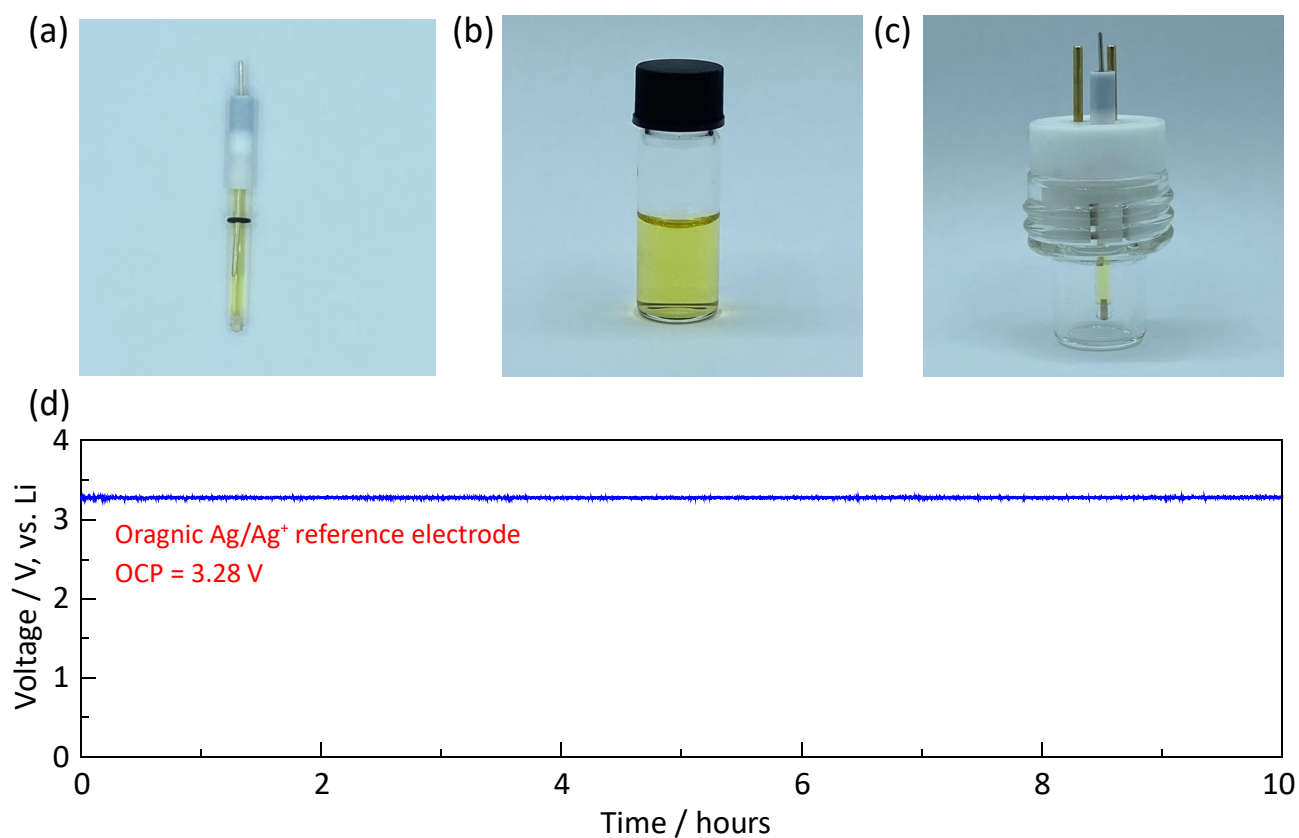 (a)
(b)
(c)
(d)
4
3
2
1
0
Voltage / V, vs. Li
Oragnic Ag/Ag⁺ reference electrode
OCP = 3.28 V
0 2 4 6 8 10
Time / hours